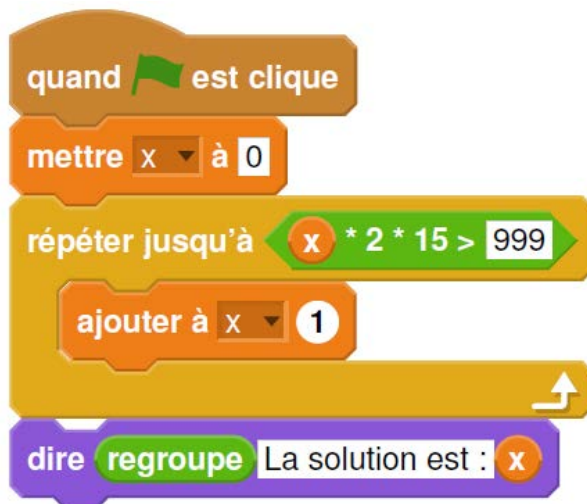 quand est clique
mettre x à 0
répéter jusqu'à x * 2 * 15 > 999
ajouter à x 1
dire regroupe La solution est : x